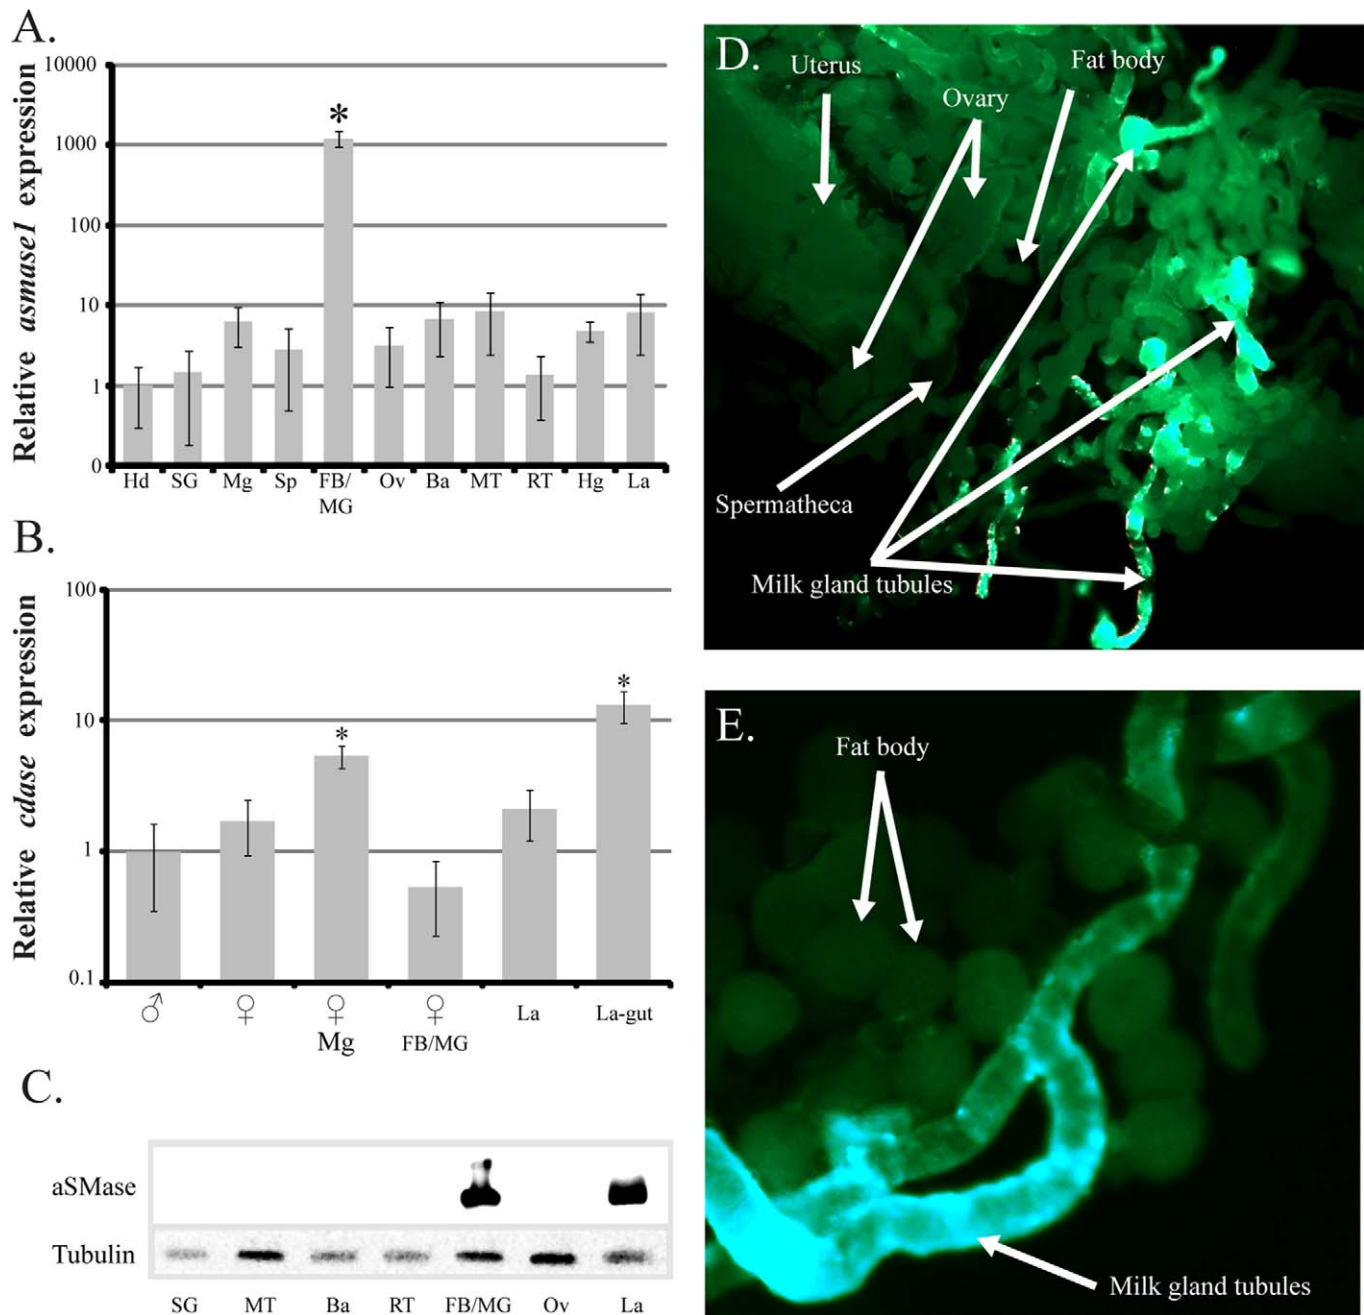 A.
Relative asmase1 expression
10000
1000
100
10
1
0
*
Hd SG Mg Sp FB/ Ov Ba MT RT Hg La
MG
B.
Relative cdase expression
100
10
1
0.1
*
*
♂ ♀ ♀ ♀ La La-gut
Mg FB/MG
C.
aSMase
Tubulin
SG MT Ba RT FB/MG Ov La
D.
Uterus
Fat body
Ovary
Spermatheca
Milk gland tubules
E.
Fat body
Milk gland tubules